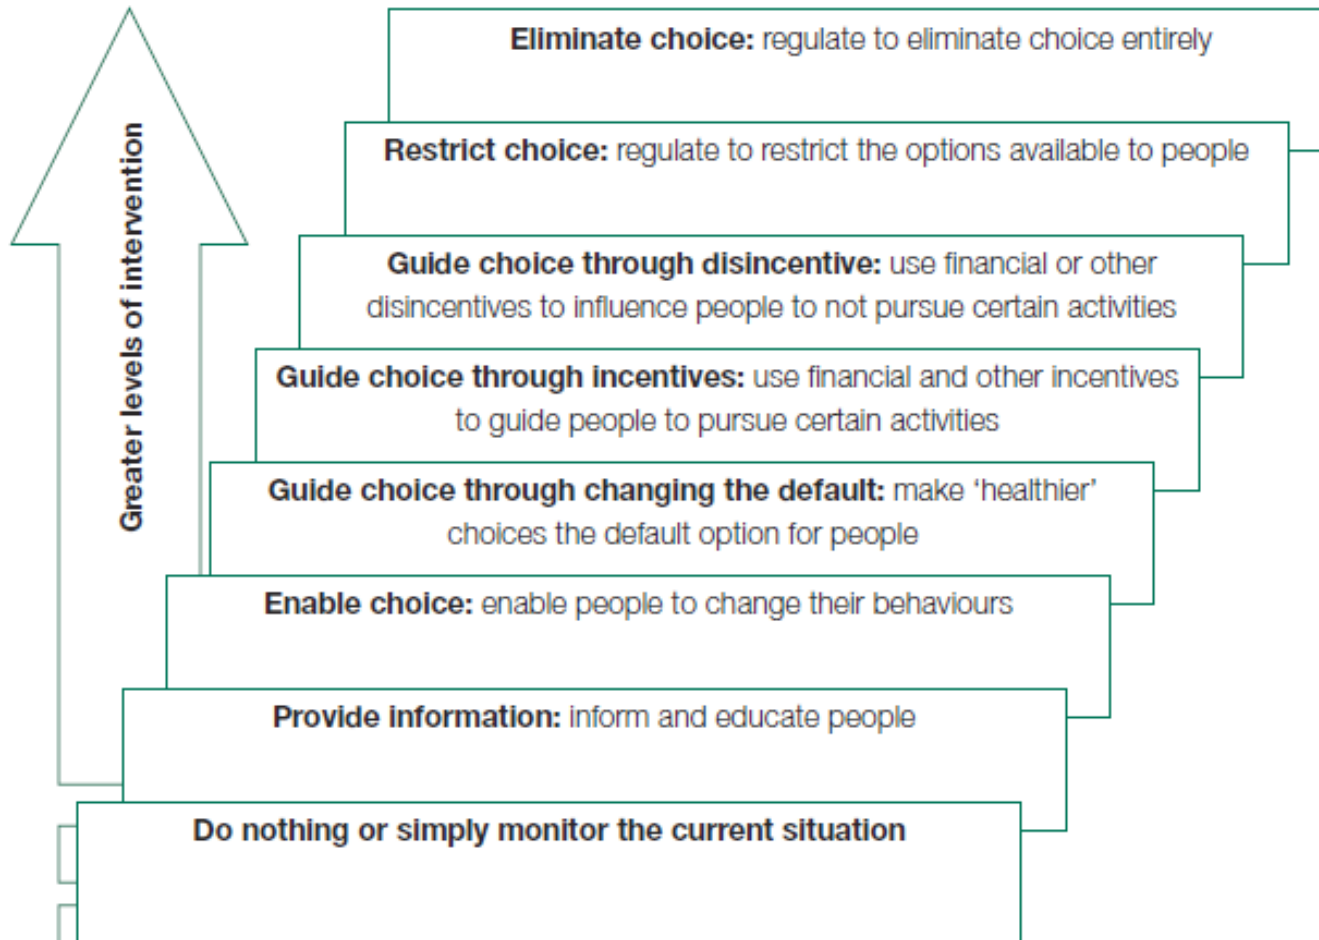 Greater levels of intervention
Eliminate choice: regulate to eliminate choice entirely
Restrict choice: regulate to restrict the options available to people
Guide choice through disincentive: use financial or other
disincentives to influence people to not pursue certain activities
Guide choice through incentives: use financial and other incentives
to guide people to pursue certain activities
Guide choice through changing the default: make ‘healthier’
choices the default option for people
Enable choice: enable people to change their behaviours
Provide information: inform and educate people
Do nothing or simply monitor the current situation